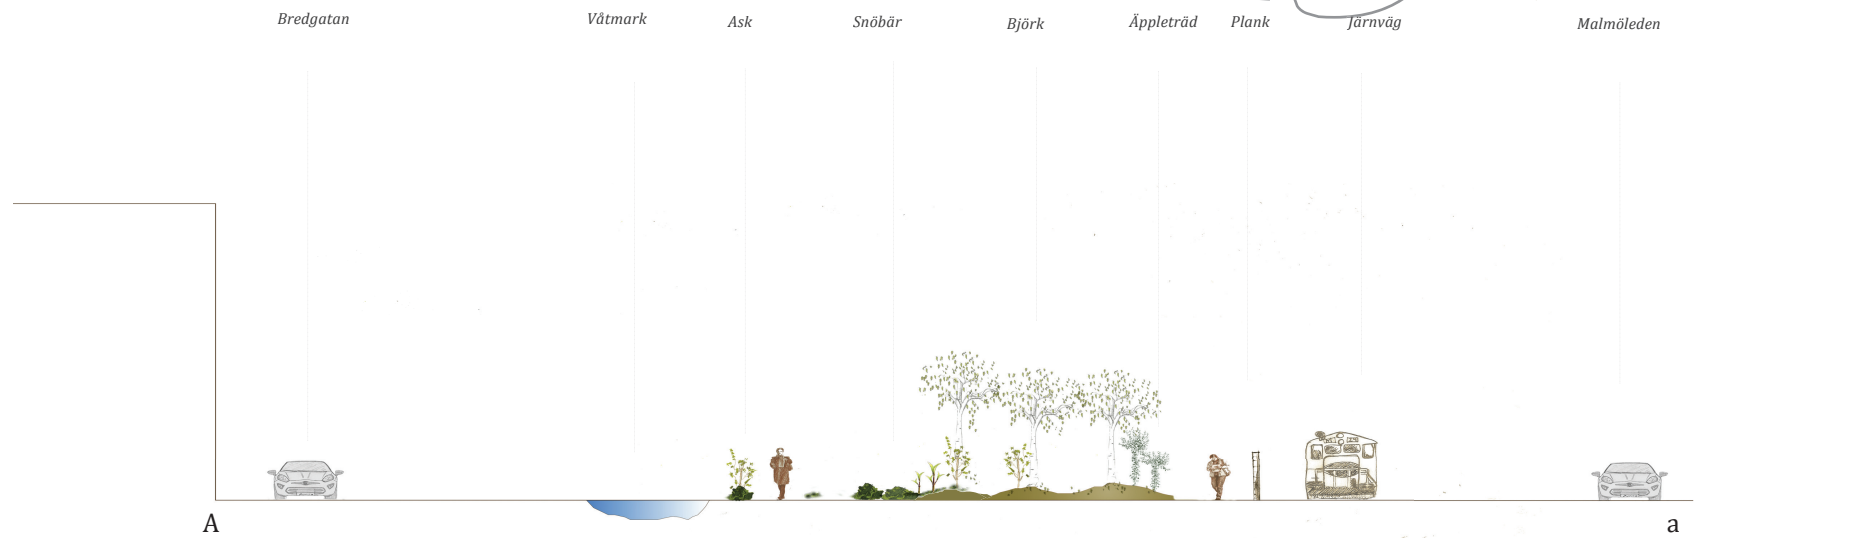 Bredgatan
Våtmark
Ask
Snöbär
Björk
Äppleträd
Plank
Järnväg
Malmöleden
A
a